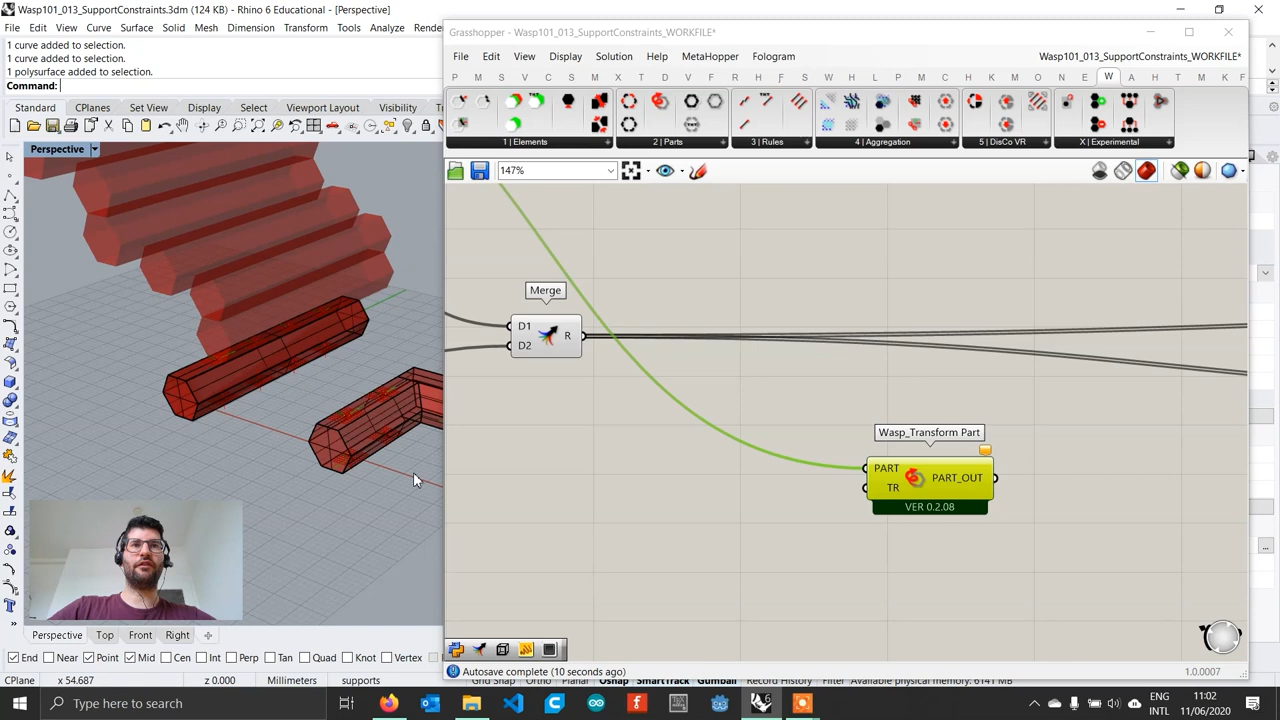 Wasp101_013_SupportConstraints.3dm (124 KB) - Rhino 6 Educational - [Perspective]
File Edit View Curve Surface Solid Mesh Dimension Transform Tools Analyze
1 curve added to selection.
1 curve added to selection.
1 polysurface added to selection.
Command:
Standard CPlanes Set View Display Select Viewport Layout Visibility
Perspective
Grasshopper - Wasp101_013_SupportConstraints_WORKFILE*
File Edit View Display Solution Help MetaHopper Fologram
Wasp101_013_SupportConstraints_WORKFILE*
P M S V C S M I X T D P V F R T F S W A H L P B K D C M O N E W A H L K C F
1 | Elements 2 | Parts 3 | Rules 4 | Aggregation 5 | DisCo VR X | Experimental
147%
Merge
D1
D2
R
Wasp_Transform Part
PART
TR
PART_OUT
VER 0.2.08
Perspective Top Front Right
Autosave complete (10 seconds ago)
1.0.0007
End Near Point Mid Cen Int Perp Tan Quad Knot Vertex
CPlane x 54.687 z 0.000 Millimeters supports
Ortho Planar Osnap SmartTrack Gumball Record History Filter Available physical memory: 6141 MB
Type here to search
ENG
INTL
11:02
11/06/2020